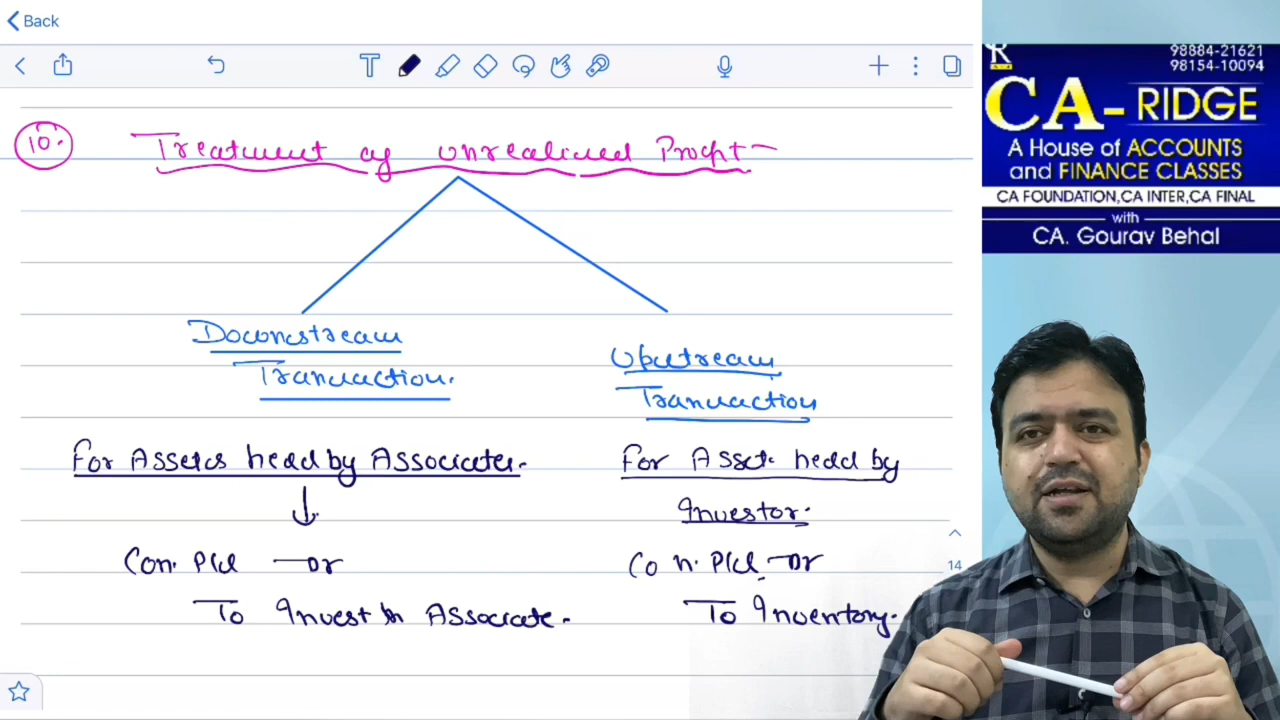 Back
10.
Treatment of unrealised Profit -
Downstream
Transaction.
Upstream
Transaction
For Assets held by Associate.
For Asset held by
Investor.
Con. P&L Dr
To Invest in Associate.
Con. P&L Dr
To Inventory.
14
98884-21621
98154-10094
CA- RIDGE
A House of ACCOUNTS
and FINANCE CLASSES
CA FOUNDATION,CA INTER,CA FINAL
with
CA. Gourav Behal